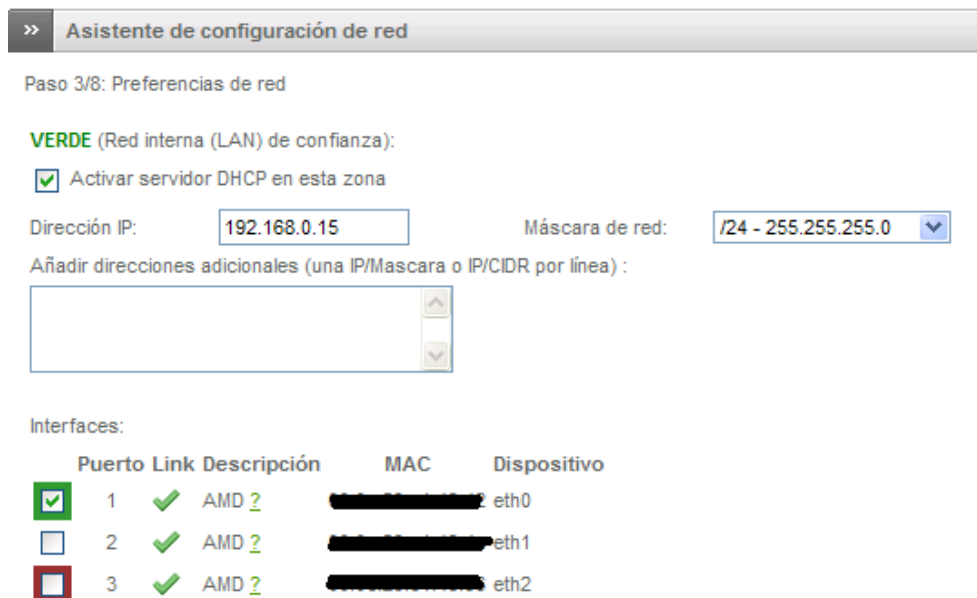 >> Asistente de configuración de red
Paso 3/8: Preferencias de red
VERDE (Red interna (LAN) de confianza):
Activar servidor DHCP en esta zona
Dirección IP: 192.168.0.15 Máscara de red: /24 - 255.255.255.0
Añadir direcciones adicionales (una IP/Mascara o IP/CIDR por línea) :
Interfaces:
Puerto Link Descripción MAC Dispositivo
1 AMD ? eth0
2 AMD ? eth1
3 AMD ? eth2